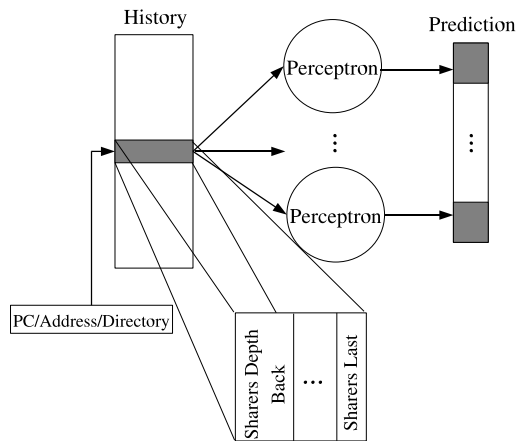 History
Prediction
Perceptron
...
...
Perceptron
PC/Address/Directory
Sharers Depth
Back
...
Sharers Last